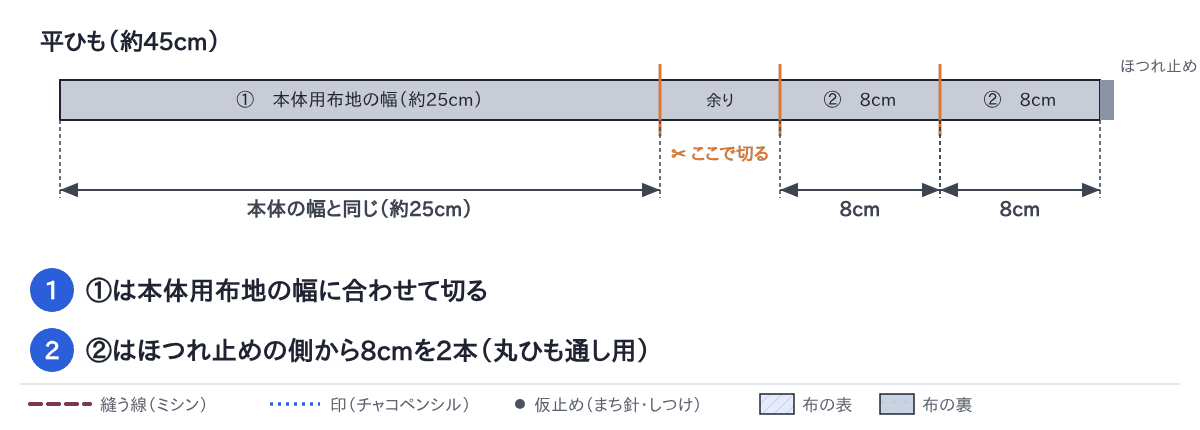 平ひも（約45cm）
ほつれ止め
①　本体用布地の幅（約25cm）
余り
②　8cm
②　8cm
✂ ここで切る
本体の幅と同じ（約25cm）
8cm
8cm
1 ①は本体用布地の幅に合わせて切る
2 ②はほつれ止めの側から8cmを2本（丸ひも通し用）
縫う線（ミシン） 印（チャコペンシル） 仮止め（まち針・しつけ） 布の表 布の裏